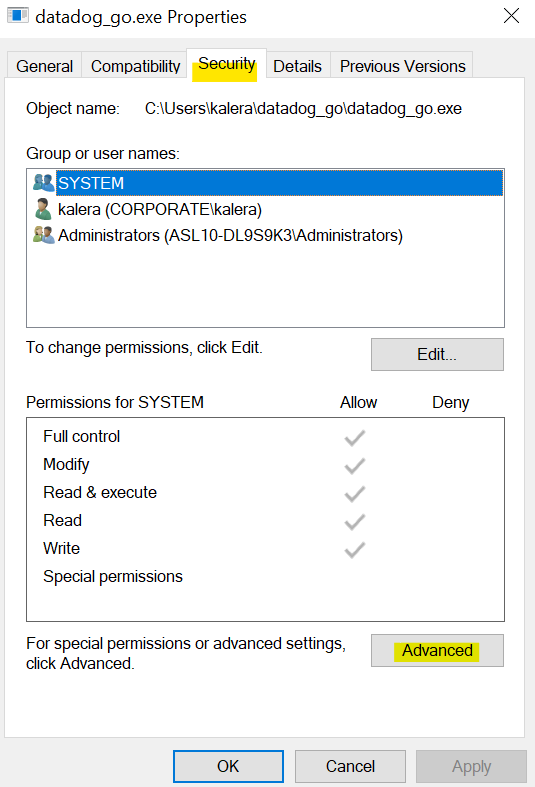 datadog_go.exe Properties
General Compatibility Security Details Previous Versions
Object name: C:\Users\kalera\datadog_go\datadog_go.exe
Group or user names:
SYSTEM
kalera (CORPORATE\kalera)
Administrators (ASL10-DL9S9K3\Administrators)
To change permissions, click Edit.
Edit...
Permissions for SYSTEM Allow Deny
Full control
Modify
Read & execute
Read
Write
Special permissions
For special permissions or advanced settings,
click Advanced.
Advanced
OK Cancel Apply